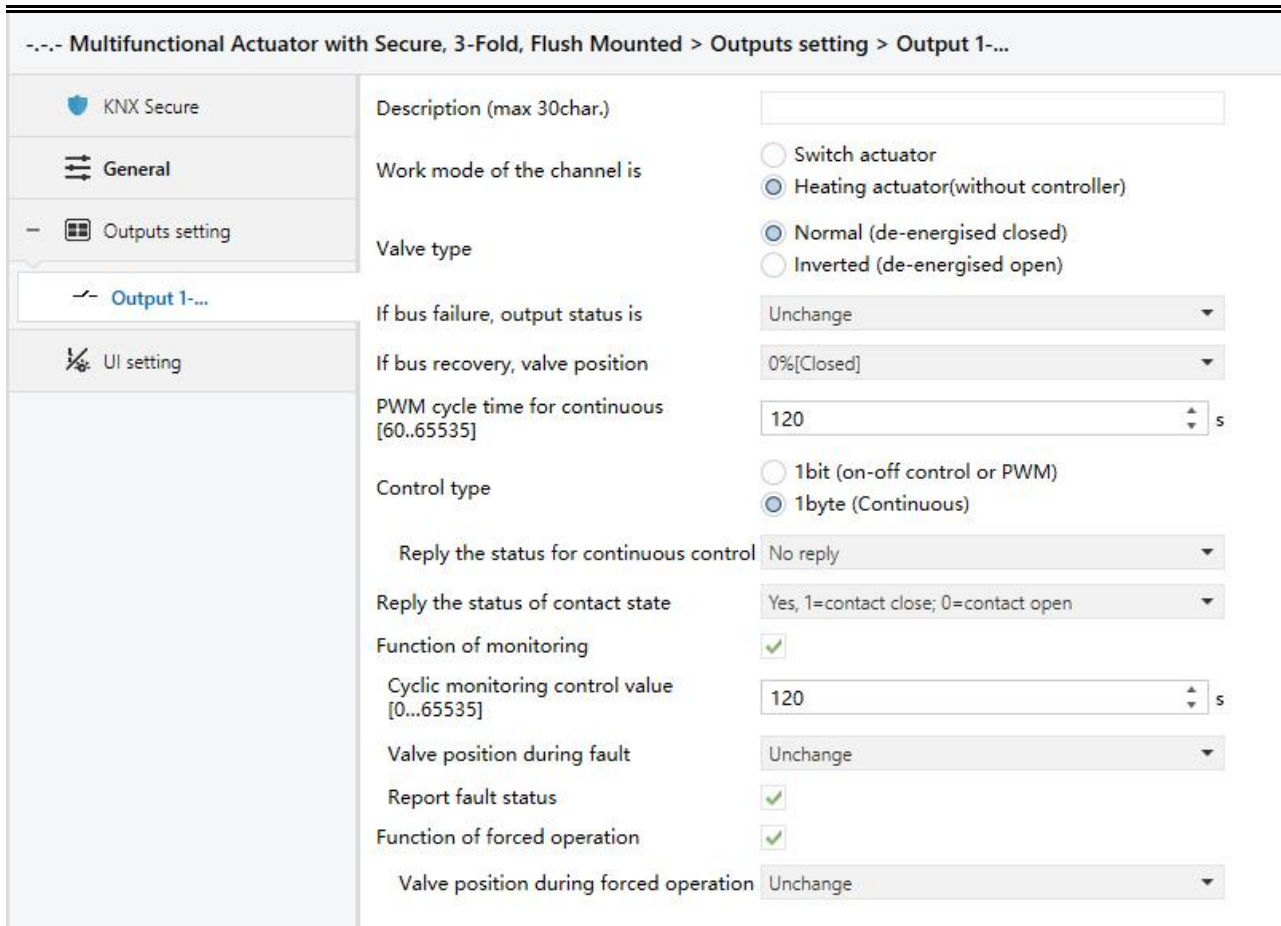 -.-.- Multifunctional Actuator with Secure, 3-Fold, Flush Mounted > Outputs setting > Output 1-...
KNX Secure
General
Outputs setting
Output 1-...
UI setting
Description (max 30char.)
Work mode of the channel is
Switch actuator
Heating actuator(without controller)
Valve type
Normal (de-energised closed)
Inverted (de-energised open)
If bus failure, output status is
Unchange
If bus recovery, valve position
0%[Closed]
PWM cycle time for continuous
[60..65535]
120
s
Control type
1bit (on-off control or PWM)
1byte (Continuous)
Reply the status for continuous control
No reply
Reply the status of contact state
Yes, 1=contact close; 0=contact open
Function of monitoring
Cyclic monitoring control value
[0...65535]
120
s
Valve position during fault
Unchange
Report fault status
Function of forced operation
Valve position during forced operation
Unchange